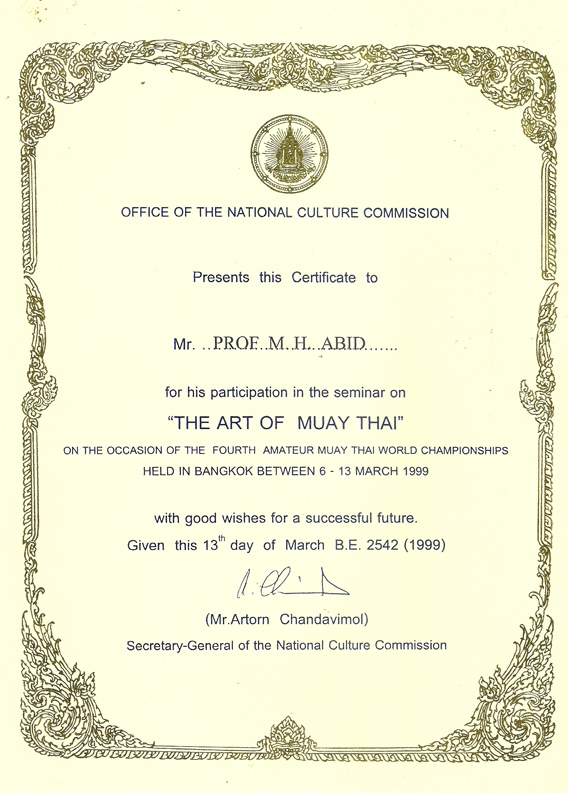 OFFICE OF THE NATIONAL CULTURE COMMISSION
Presents this Certificate to
Mr. ..PROF..M..H..ABID.......
for his participation in the seminar on
“THE ART OF MUAY THAI”
ON THE OCCASION OF THE FOURTH AMATEUR MUAY THAI WORLD CHAMPIONSHIPS
HELD IN BANGKOK BETWEEN 6 - 13 MARCH 1999
with good wishes for a successful future.
Given this 13th day of March B.E. 2542 (1999)
(Mr.Artorn Chandavimol)
Secretary-General of the National Culture Commission